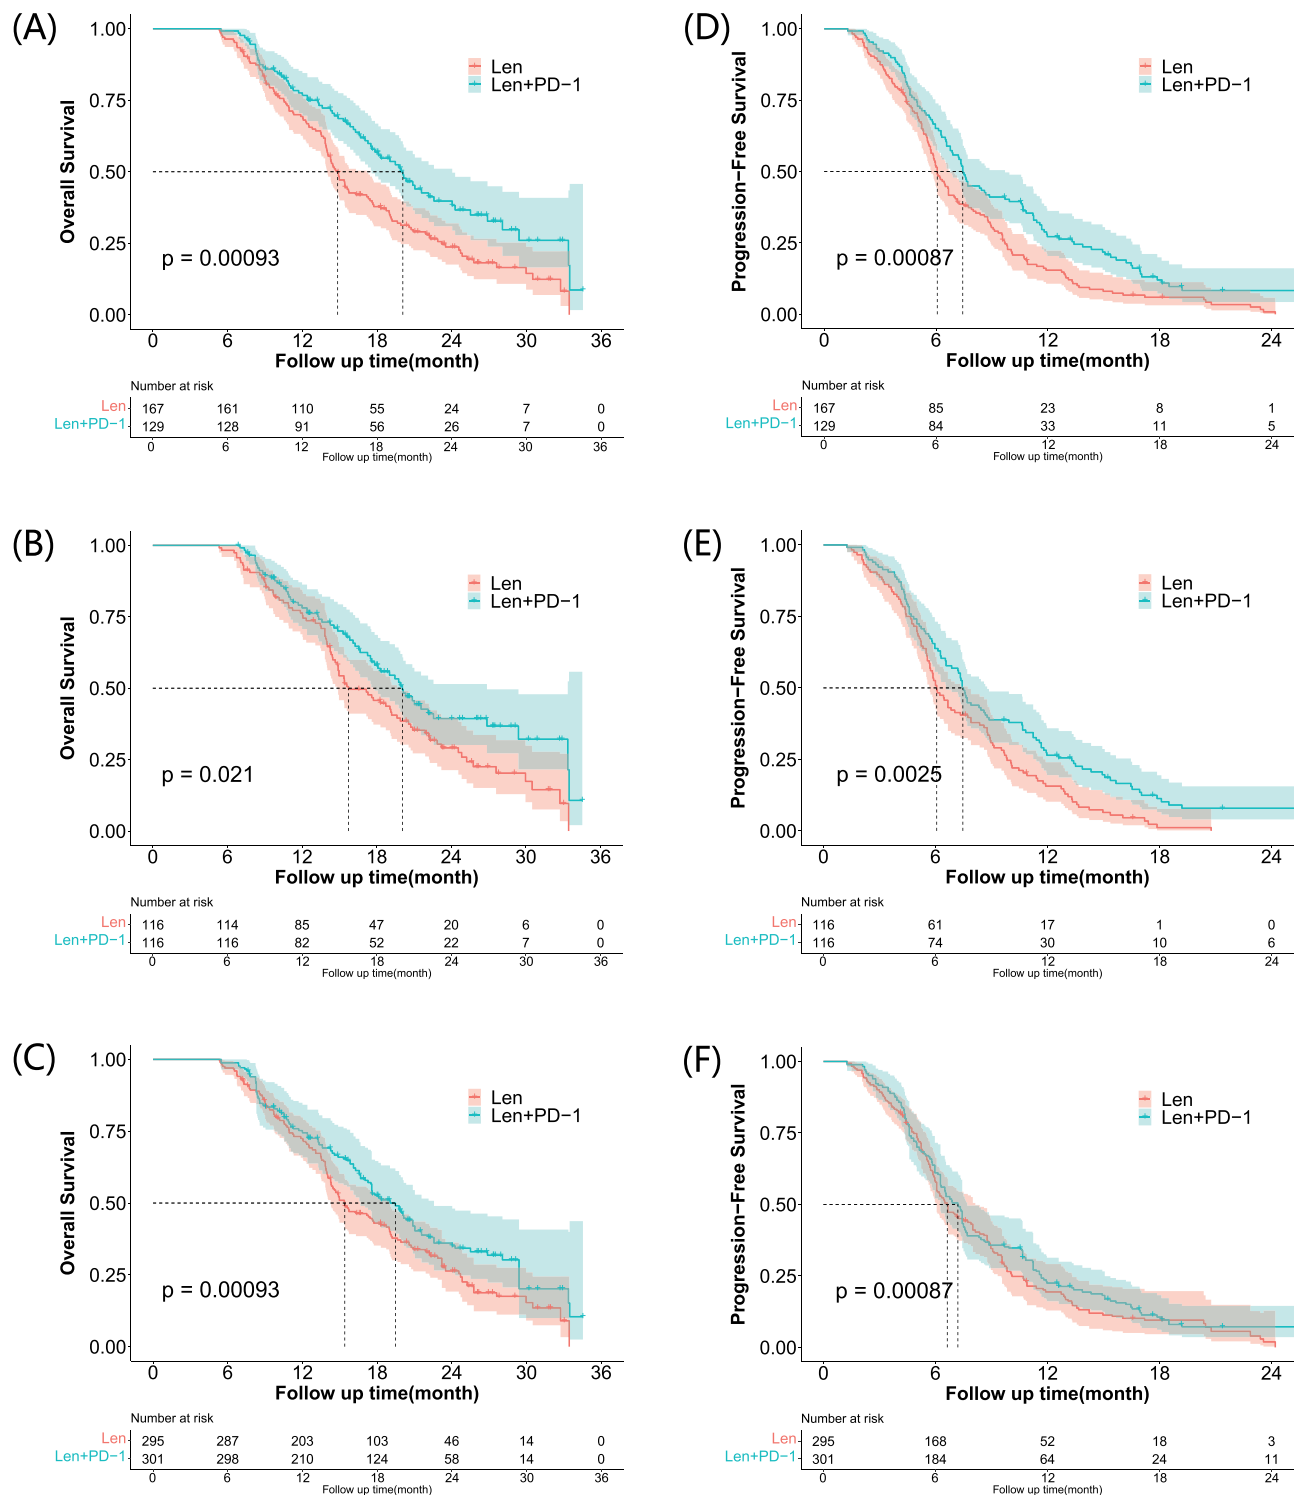 (A)
1.00
0.75
0.50
0.25
0.00
Overall Survival
Len
Len+PD−1
p = 0.00093
0 6 12 18 24 30 36
Follow up time(month)
Number at risk
Len 167 161 110 55 24 7 0
Len+PD−1 129 128 91 56 26 7 0
0 6 12 18 24 30 36
Follow up time(month)
(D)
1.00
0.75
0.50
0.25
0.00
Progression−Free Survival
Len
Len+PD−1
p = 0.00087
0 6 12 18 24
Follow up time(month)
Number at risk
Len 167 85 23 8 1
Len+PD−1 129 84 33 11 5
0 6 12 18 24
Follow up time(month)
(B)
1.00
0.75
0.50
0.25
0.00
Overall Survival
Len
Len+PD−1
p = 0.021
0 6 12 18 24 30 36
Follow up time(month)
Number at risk
Len 116 114 85 47 20 6 0
Len+PD−1 116 116 82 52 22 7 0
0 6 12 18 24 30 36
Follow up time(month)
(E)
1.00
0.75
0.50
0.25
0.00
Progression−Free Survival
Len
Len+PD−1
p = 0.0025
0 6 12 18 24
Follow up time(month)
Number at risk
Len 116 61 17 1 0
Len+PD−1 116 74 30 10 6
0 6 12 18 24
Follow up time(month)
(C)
1.00
0.75
0.50
0.25
0.00
Overall Survival
Len
Len+PD−1
p = 0.00093
0 6 12 18 24 30 36
Follow up time(month)
Number at risk
Len 295 287 203 103 46 14 0
Len+PD−1 301 298 210 124 58 14 0
0 6 12 18 24 30 36
Follow up time(month)
(F)
1.00
0.75
0.50
0.25
0.00
Progression−Free Survival
Len
Len+PD−1
p = 0.00087
0 6 12 18 24
Follow up time(month)
Number at risk
Len 295 168 52 18 3
Len+PD−1 301 184 64 24 11
0 6 12 18 24
Follow up time(month)